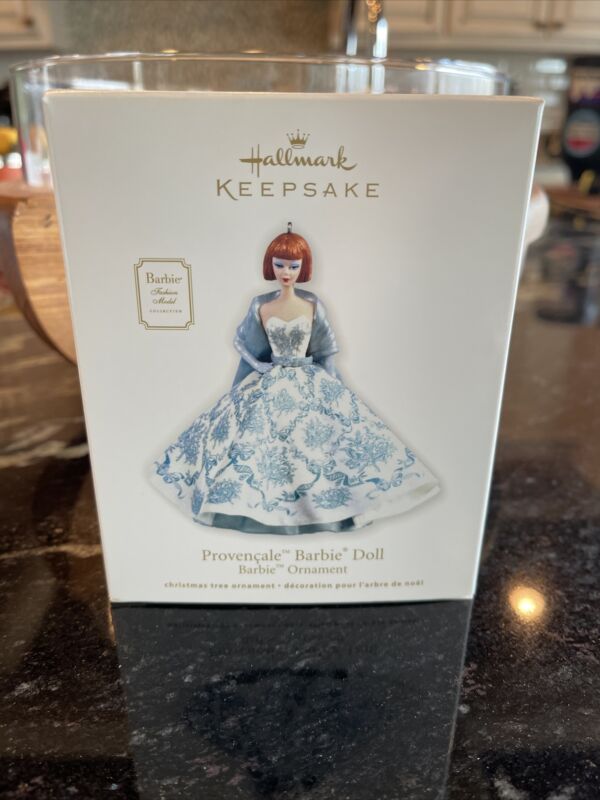 Hallmark
KEEPSAKE
Barbie®
Fashion
Model
COLLECTION
Provençale™ Barbie® Doll
Barbie™ Ornament
christmas tree ornament • décoration pour l'arbre de noël